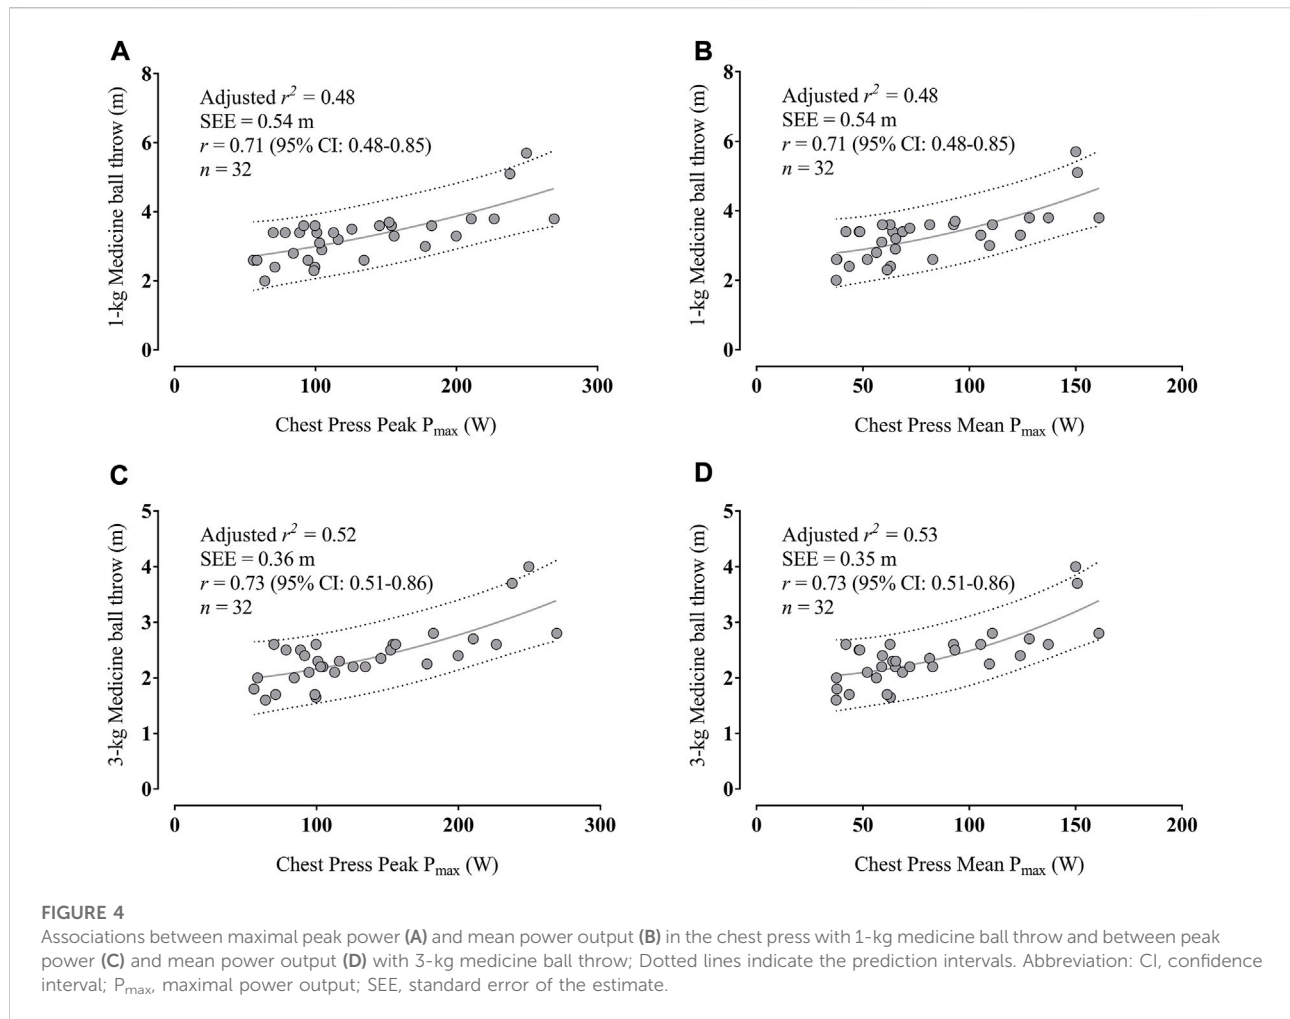 A
1-kg Medicine ball throw (m)
8
6
4
2
0
Adjusted r² = 0.48
SEE = 0.54 m
r = 0.71 (95% CI: 0.48-0.85)
n = 32
0 100 200 300
Chest Press Peak Pmax (W)
B
1-kg Medicine ball throw (m)
8
6
4
2
0
Adjusted r² = 0.48
SEE = 0.54 m
r = 0.71 (95% CI: 0.48-0.85)
n = 32
0 50 100 150 200
Chest Press Mean Pmax (W)
C
3-kg Medicine ball throw (m)
5
4
3
2
1
0
Adjusted r² = 0.52
SEE = 0.36 m
r = 0.73 (95% CI: 0.51-0.86)
n = 32
0 100 200 300
Chest Press Peak Pmax (W)
D
3-kg Medicine ball throw (m)
5
4
3
2
1
0
Adjusted r² = 0.53
SEE = 0.35 m
r = 0.73 (95% CI: 0.51-0.86)
n = 32
0 50 100 150 200
Chest Press Mean Pmax (W)
FIGURE 4
Associations between maximal peak power (A) and mean power output (B) in the chest press with 1-kg medicine ball throw and between peak
power (C) and mean power output (D) with 3-kg medicine ball throw; Dotted lines indicate the prediction intervals. Abbreviation: CI, confidence
interval; Pmax, maximal power output; SEE, standard error of the estimate.